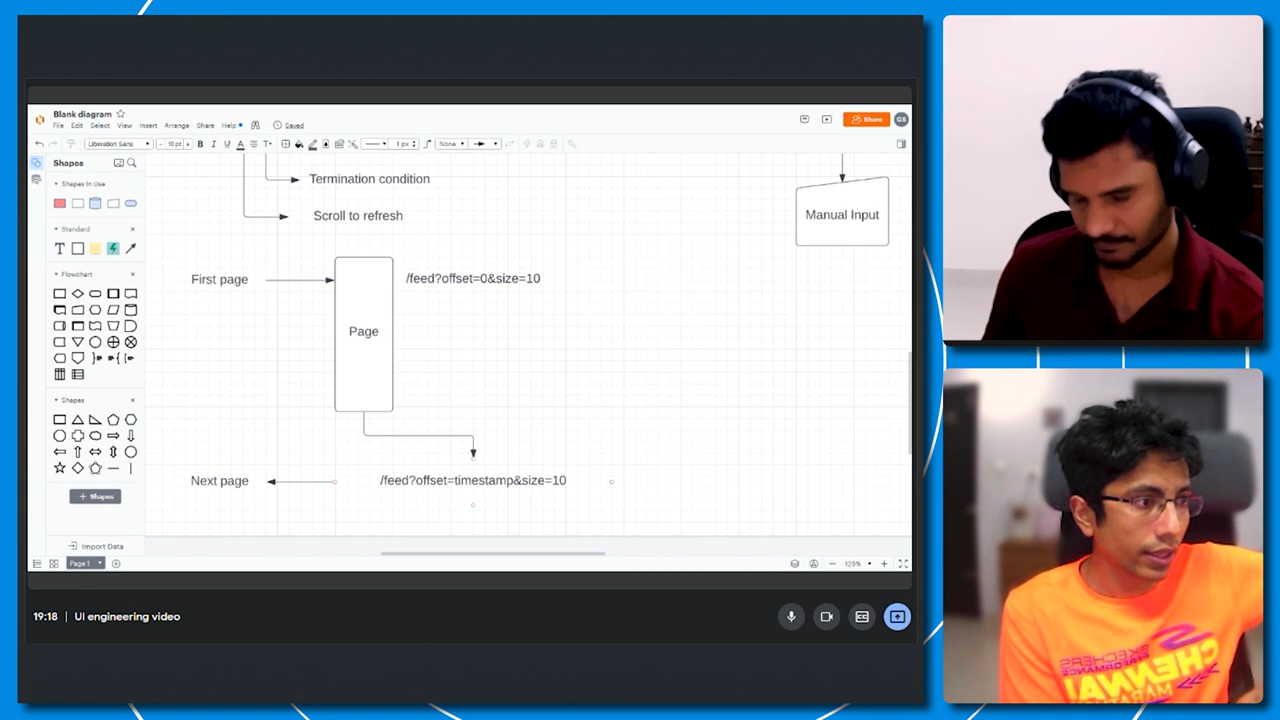 Blank diagram
File Edit Select View Insert Arrange Share Help Saved
Share GS
Liberation Sans 10 pt B I U A T 1 px None
Shapes
Shapes In Use
Standard
T
Flowchart
Shapes
+ Shapes
Import Data
Termination condition
Scroll to refresh
Manual Input
First page
/feed?offset=0&size=10
Page
Next page
/feed?offset=timestamp&size=10
Page 1
125%
19:18 | UI engineering video
SKECHERS
PERFORMANCE
CHENNAI